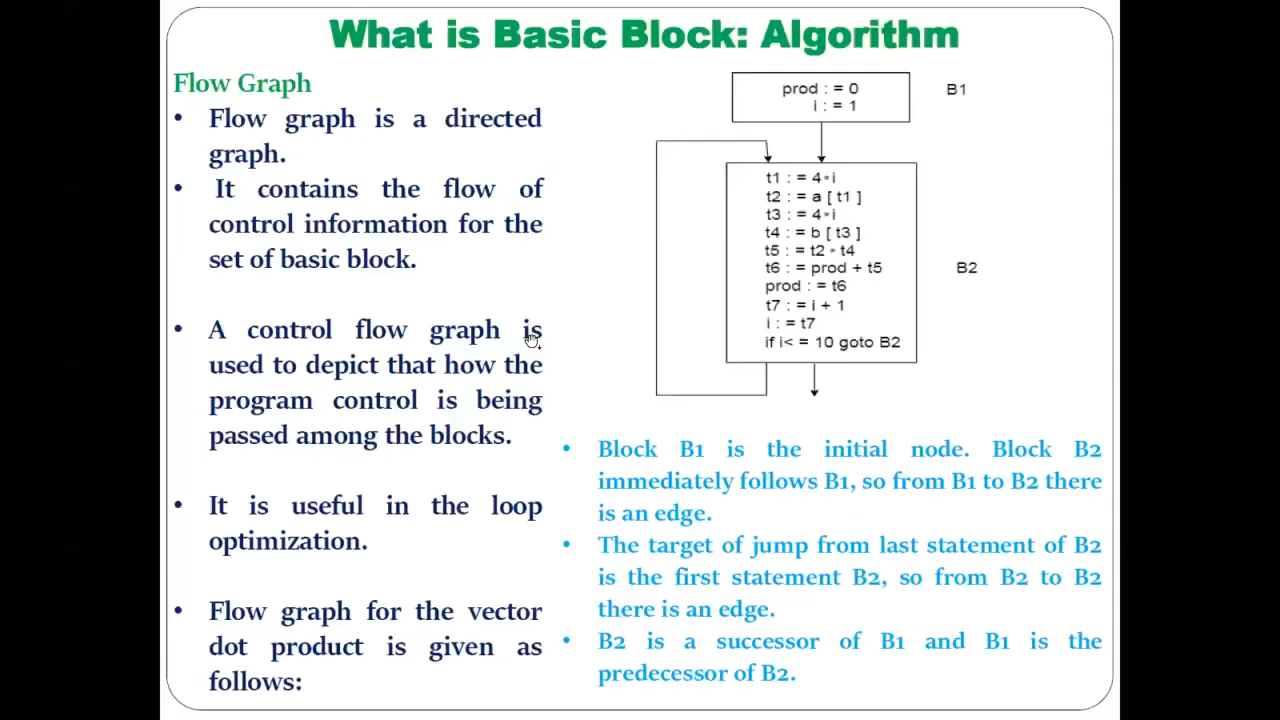 What is Basic Block: Algorithm
Flow Graph
• Flow graph is a directed
graph.
• It contains the flow of
control information for the
set of basic block.
• A control flow graph is
used to depict that how the
program control is being
passed among the blocks.
• It is useful in the loop
optimization.
• Flow graph for the vector
dot product is given as
follows:
prod : = 0
i : = 1
B1
t1 : = 4*i
t2 : = a [ t1 ]
t3 : = 4*i
t4 : = b [ t3 ]
t5 : = t2 * t4
t6 : = prod + t5
prod : = t6
t7 : = i + 1
i : = t7
if i< = 10 goto B2
B2
• Block B1 is the initial node. Block B2
immediately follows B1, so from B1 to B2 there
is an edge.
• The target of jump from last statement of B2
is the first statement B2, so from B2 to B2
there is an edge.
• B2 is a successor of B1 and B1 is the
predecessor of B2.